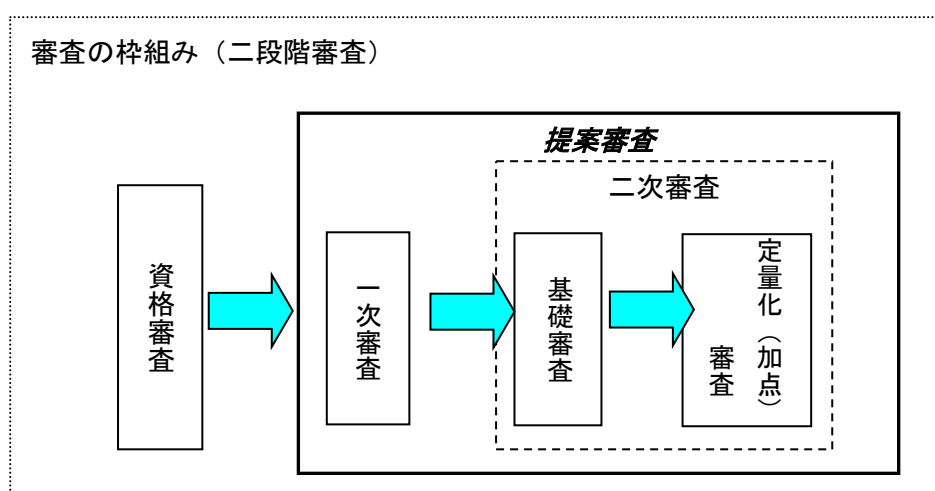 審査の枠組み（二段階審査）
提案審査
二次審査
資格審査
一次審査
基礎審査
定量化（加点）
審査